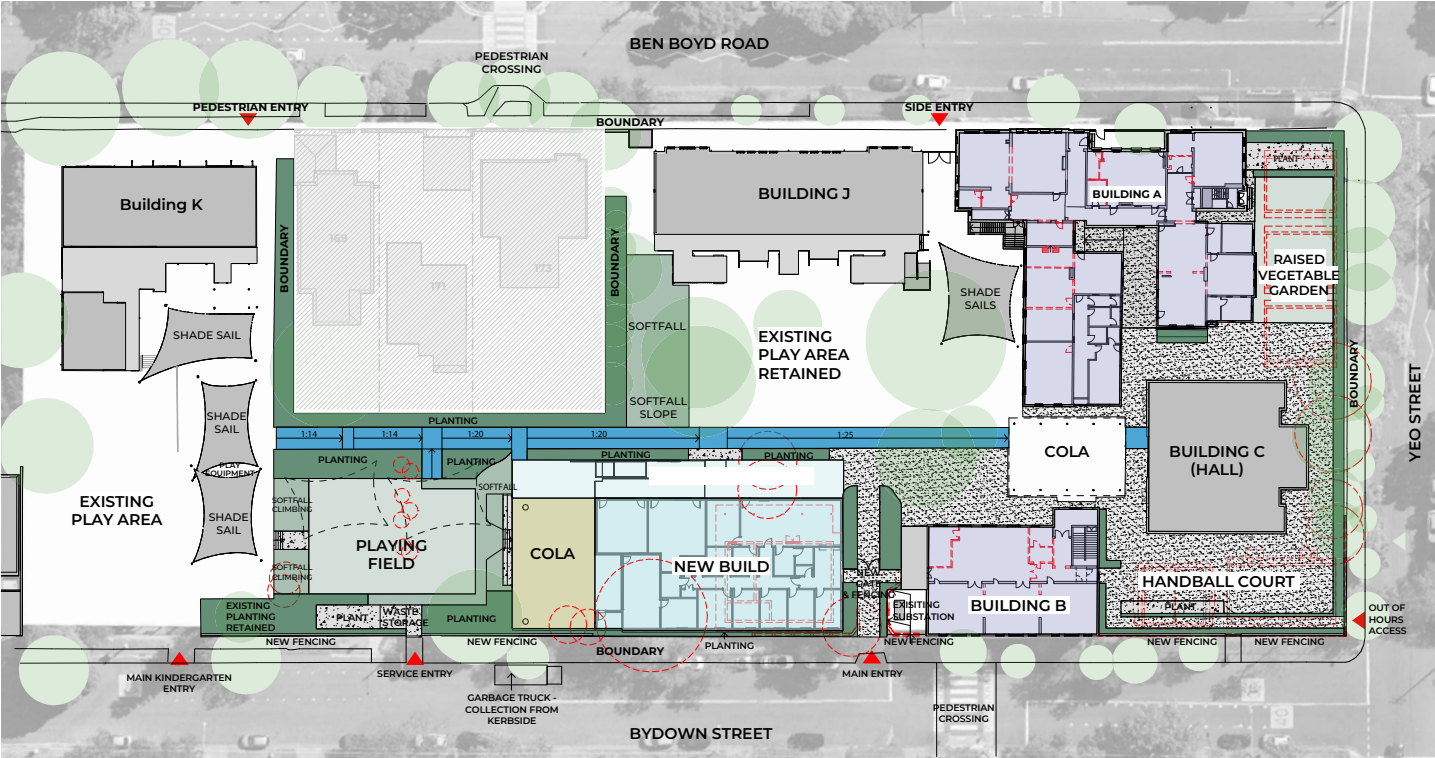 BEN BOYD ROAD
PEDESTRIAN
CROSSING
PEDESTRIAN ENTRY
SIDE ENTRY
BOUNDARY
Building K
BUILDING J
BUILDING A
PLANT
BOUNDARY
BOUNDARY
169
171
173
RAISED
VEGETABLE
GARDEN
SHADE
SAILS
SHADE SAIL
SOFTFALL
EXISTING
PLAY AREA
RETAINED
SOFTFALL
SLOPE
BOUNDARY
YEO STREET
SHADE
SAIL
PLANTING
1:14
1:14
1:20
1:20
1:25
PLANTING
PLANTING
PLANTING
PLANTING
COLA
BUILDING C
(HALL)
PLAY
EQUIPMENT
SOFTFALL
EXISTING
PLAY AREA
SHADE
SAIL
SOFTFALL
CLIMBING
PLAYING
FIELD
COLA
NEW BUILD
SOFTFALL
CLIMBING
NEW
GATE
& FENCING
HANDBALL COURT
EXISTING
PLANTING
RETAINED
PLANT
WASTE
STORAGE
PLANTING
EXISITING
SUBSTATION
BUILDING B
PLANT
OUT OF
HOURS
ACCESS
NEW FENCING
NEW FENCING
BOUNDARY
PLANTING
NEW FENCING
NEW FENCING
NEW FENCING
MAIN KINDERGARTEN
ENTRY
SERVICE ENTRY
MAIN ENTRY
GARBAGE TRUCK -
COLLECTION FROM
KERBSIDE
PEDESTRIAN
CROSSING
BYDOWN STREET